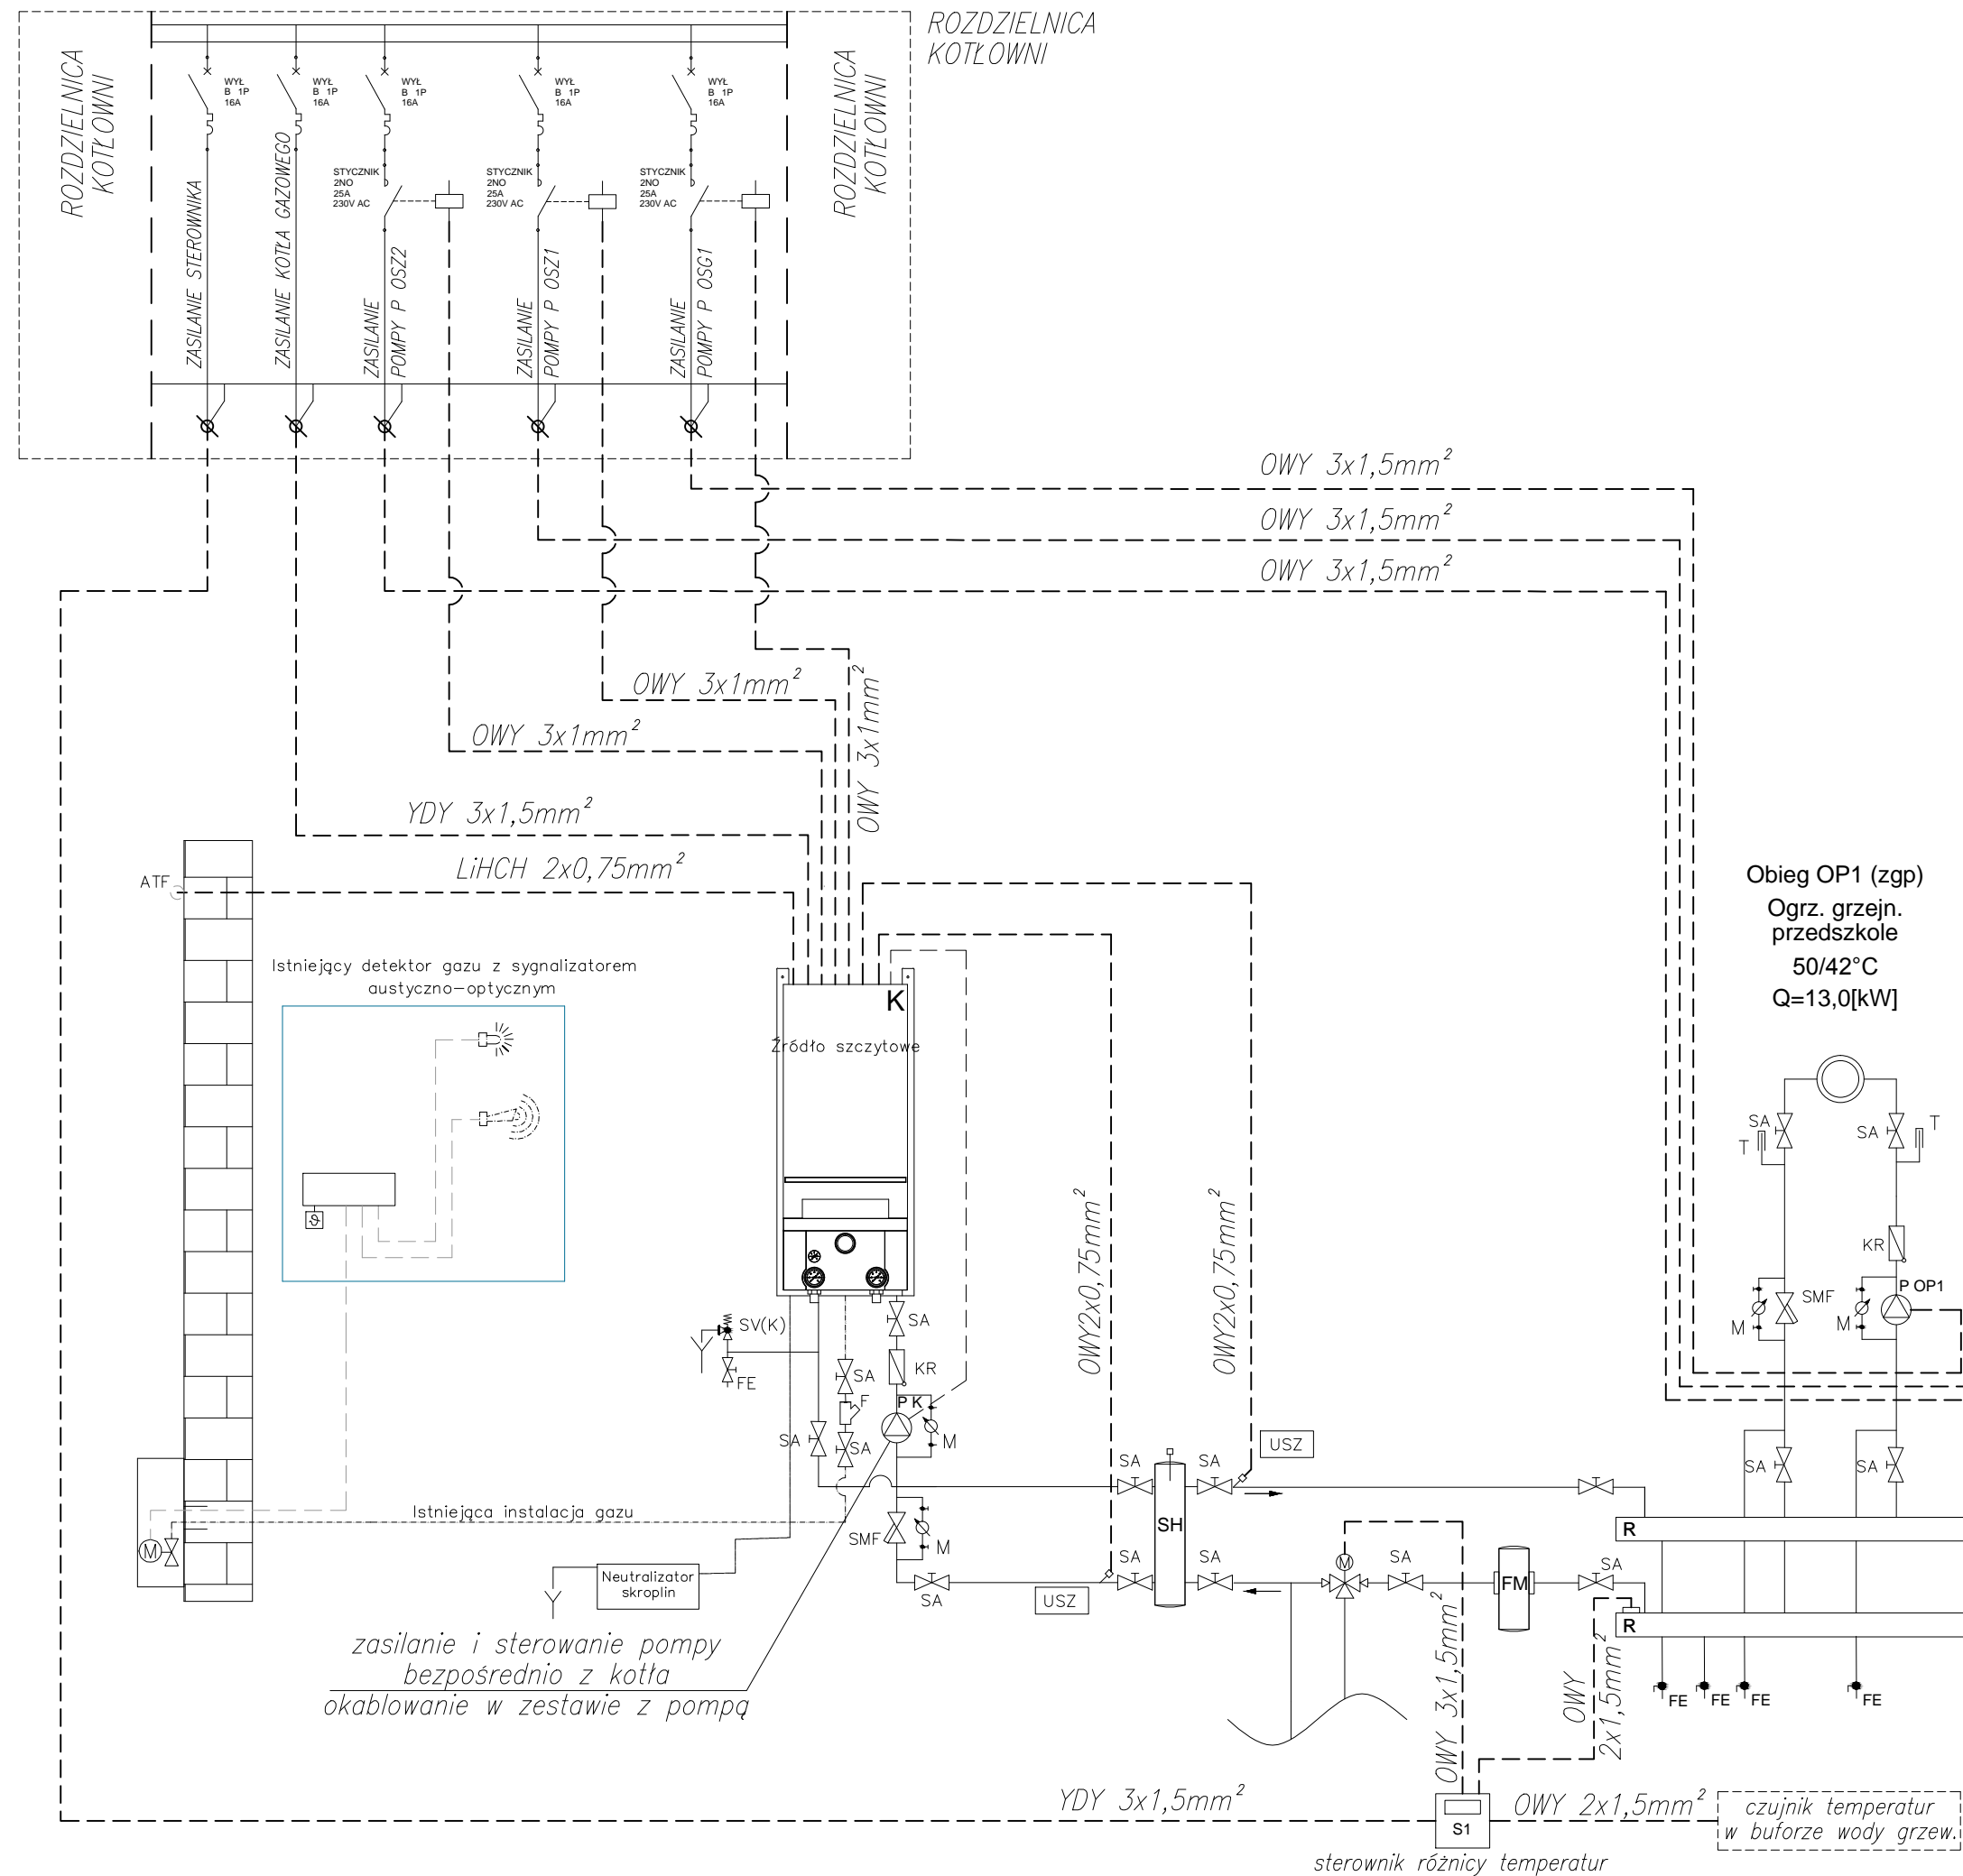 ROZDZIELNICA
KOTŁOWNI
ROZDZIELNICA
KOTŁOWNI
ROZDZIELNICA
KOTŁOWNI
WYŁ
B 1P
16A
WYŁ
B 1P
16A
WYŁ
B 1P
16A
WYŁ
B 1P
16A
WYŁ
B 1P
16A
STYCZNIK
2NO
25A
230V AC
STYCZNIK
2NO
25A
230V AC
STYCZNIK
2NO
25A
230V AC
ZASILANIE STEROWNIKA
ZASILANIE KOTŁA GAZOWEGO
ZASILANIE
POMPY P OSZ2
ZASILANIE
POMPY P OSZ1
ZASILANIE
POMPY P OSG1
OWY 3x1,5mm²
OWY 3x1,5mm²
OWY 3x1,5mm²
OWY 3x1mm²
OWY 3x1mm²
OWY 3x1mm²
YDY 3x1,5mm²
LiHCH 2x0,75mm²
ATF
Istniejący detektor gazu z sygnalizatorem
austyczno-optycznym
K
Źródło szczytowe
Obieg OP1 (zgp)
Ogrz. grzejn.
przedszkole
50/42°C
Q=13,0[kW]
SA
T
SA
T
KR
P OP1
SMF
M
M
OWY2x0,75mm²
OWY2x0,75mm²
SV(K)
FE
SA
KR
SA
F
P K
SA
SA
M
USZ
SA
SA
SA
SA
Istniejąca instalacja gazu
M
SMF
M
SH
R
Neutralizator
skroplin
SA
USZ
SA
SA
M
SA
FM
SA
R
zasilanie i sterowanie pompy
bezpośrednio z kotła
okablowanie w zestawie z pompą
OWY 3x1,5mm²
OWY
2x1,5mm²
FE
FE
FE
FE
YDY 3x1,5mm²
S1
OWY 2x1,5mm²
czujnik temperatur
w buforze wody grzew.
sterownik różnicy temperatur